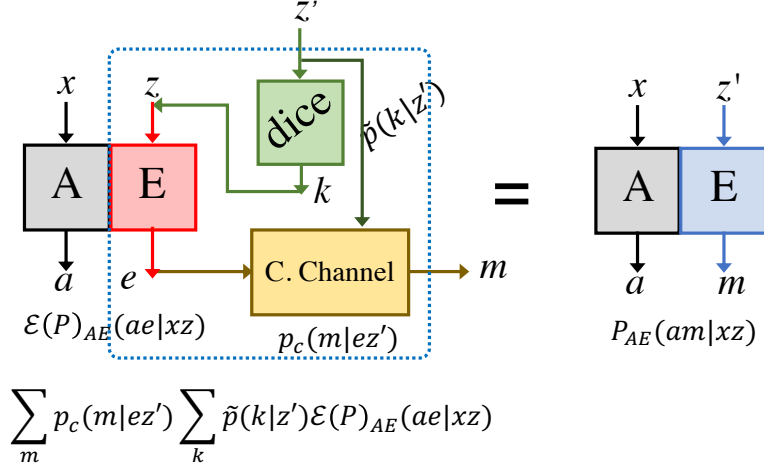 z'
x
z
dice
p̃(k|z′)
k
A
E
=
x
z'
A
E
a
e
C. Channel
m
a
m
ℰ(P)_{AE}(ae|xz)
p_c(m|ez′)
P_{AE}(am|xz)
∑_m p_c(m|ez′) ∑_k p̃(k|z′)ℰ(P)_{AE}(ae|xz)